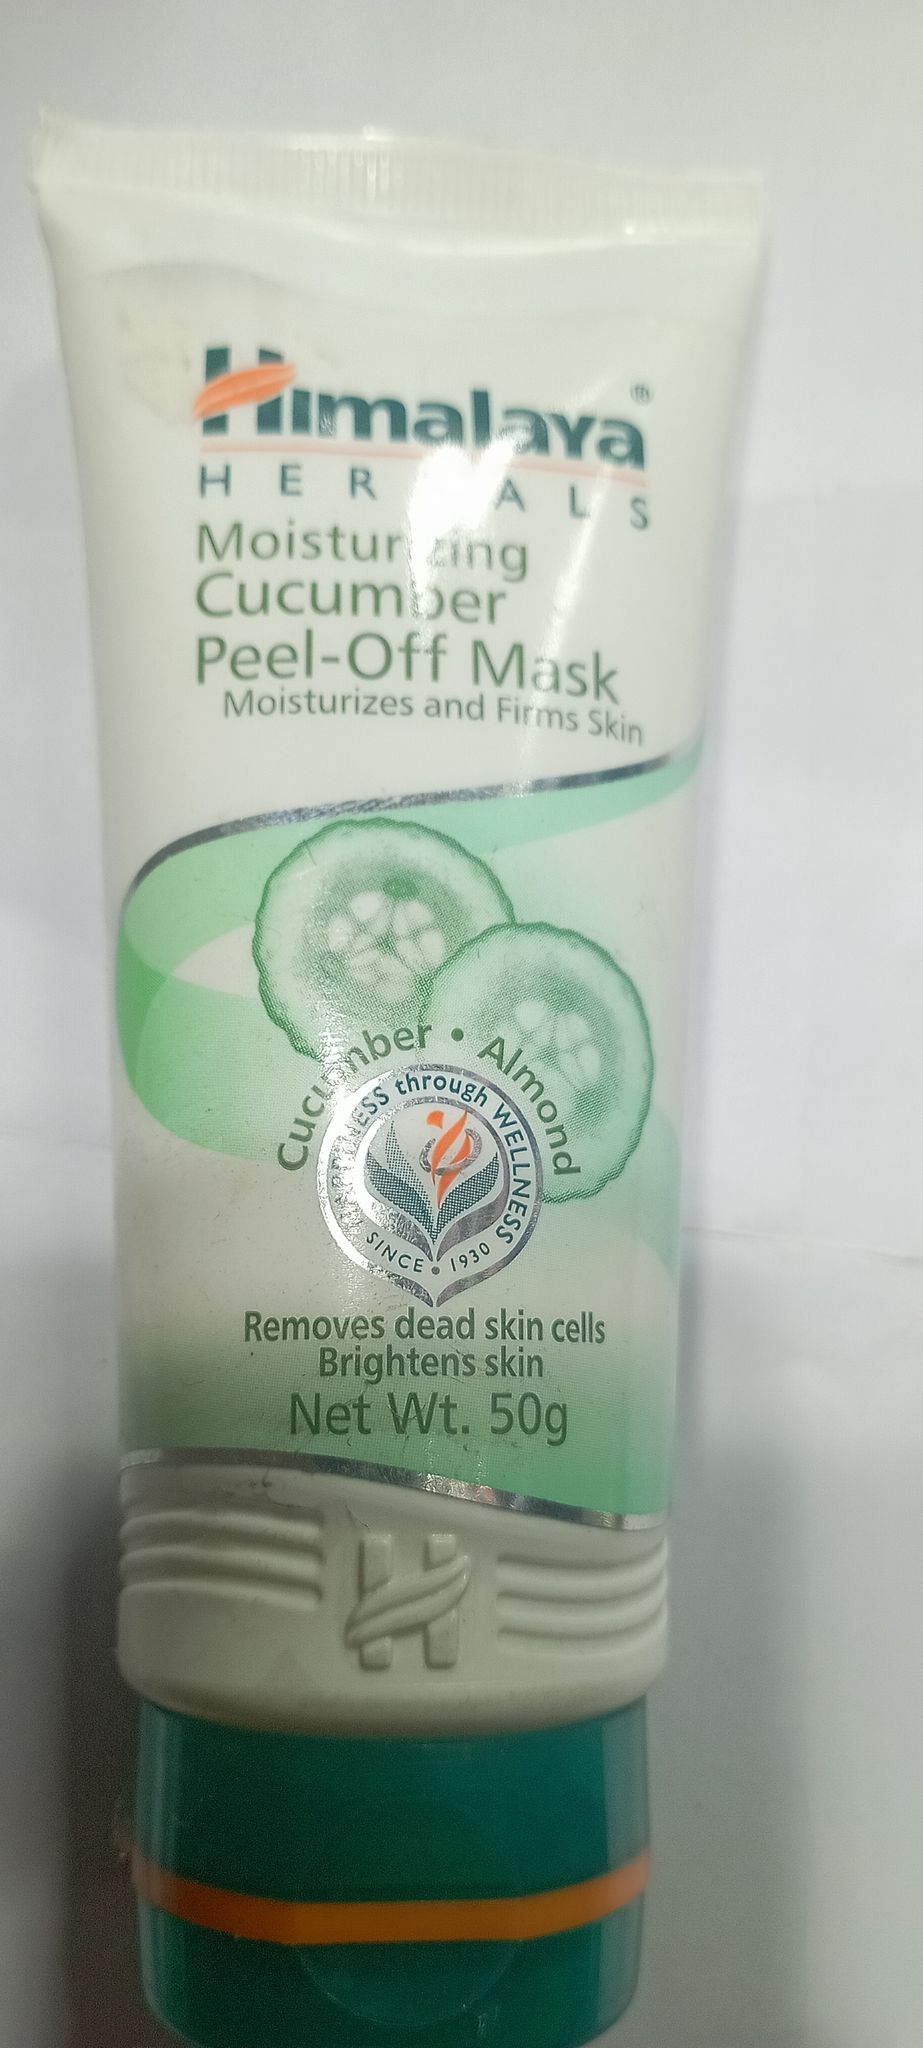 Himalaya®
HERBALS
Moisturizing
Cucumber
Peel-Off Mask
Moisturizes and Firms Skin
Cucumber • Almond
HAPPINESS through WELLNESS
SINCE • 1930
Removes dead skin cells
Brightens skin
Net Wt. 50g
H